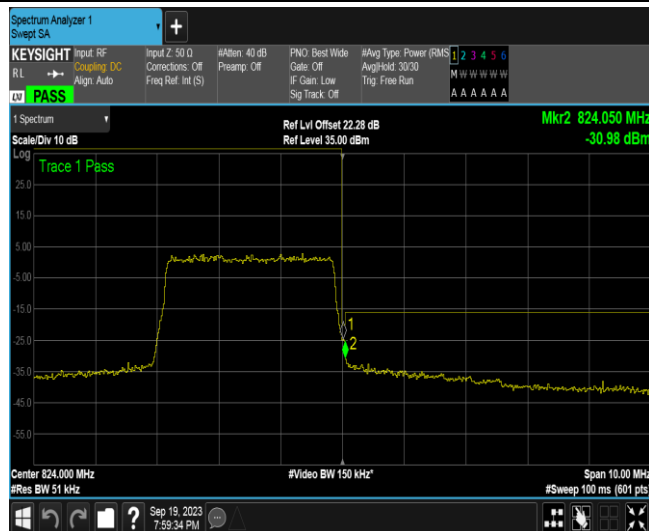 Spectrum Analyzer 1
Swept SA
+
KEYSIGHT
RL
LXI PASS
Input: RF
Coupling: DC
Align: Auto
Input Z: 50 Ω
Corrections: Off
Freq Ref: Int (S)
#Atten: 40 dB
Preamp: Off
PNO: Best Wide
Gate: Off
IF Gain: Low
Sig Track: Off
#Avg Type: Power (RMS
Avg|Hold: 30/30
Trig: Free Run
1 2 3 4 5 6
M W W W W W
A A A A A A
1 Spectrum
Scale/Div 10 dB
Ref Lvl Offset 22.28 dB
Ref Level 35.00 dBm
Mkr2 824.050 MHz
-30.98 dBm
Log
Trace 1 Pass
25.0
15.0
5.00
-5.00
-15.0
-25.0
-35.0
-45.0
-55.0
1
2
Center 824.000 MHz
#Res BW 51 kHz
#Video BW 150 kHz*
Span 10.00 MHz
#Sweep 100 ms (601 pts)
?
Sep 19, 2023
7:59:34 PM